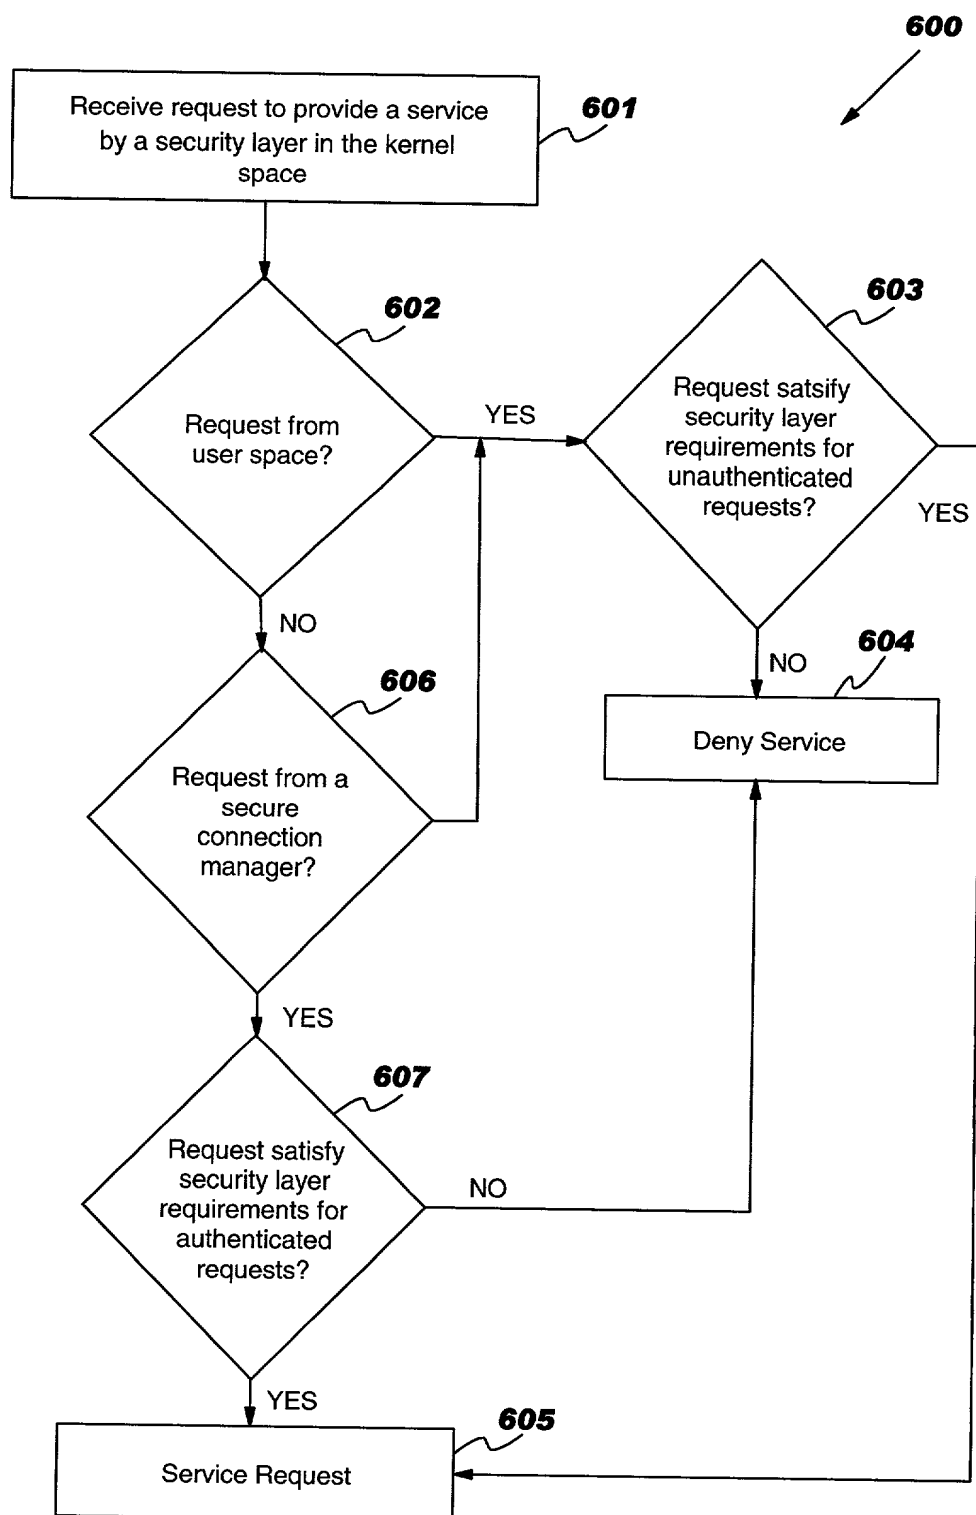 600
Receive request to provide a service
by a security layer in the kernel
space
601
602
603
Request from
user space?
YES
Request satsify
security layer
requirements for
unauthenticated
requests?
YES
NO
NO
604
606
Deny Service
Request from a
secure
connection
manager?
YES
607
Request satisfy
security layer
requirements for
authenticated
requests?
NO
YES
605
Service Request